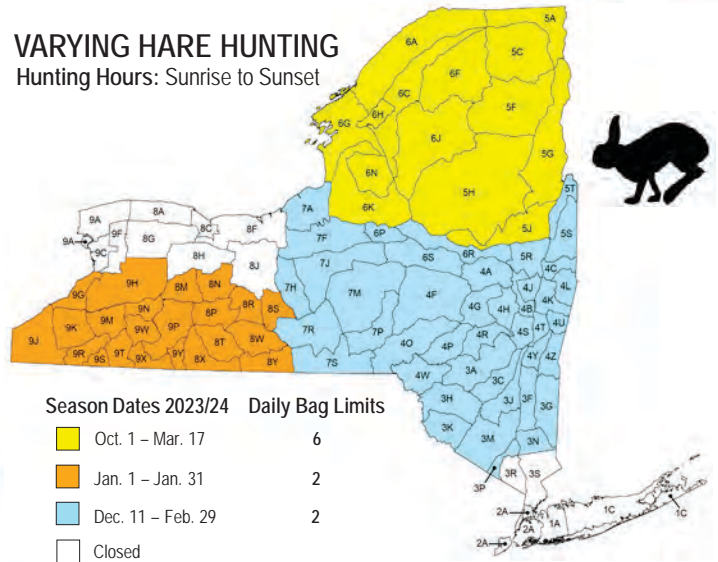 VARYING HARE HUNTING
Hunting Hours: Sunrise to Sunset
5A
6A
5C
6F
6C
5F
6H
6G
6J
5G
6N
5H
5T
6K
7A
9A
8A
8C
8F
5J
5S
6P
9F
7F
9A
8G
6R
5R
6S
9C
8H
7J
4A
4C
8J
9H
8M
8N
7H
4J
4L
9G
7M
4F
4K
8R
8S
4G
4H
4B
9N
8P
9M
4U
9K
9W
9P
7R
7P
4R
4S
4T
9J
8T
8W
4O
4P
4Y
4Z
9R
9S
9T
9X
9Y
8X
8Y
7S
4W
3A
3C
3H
3J
3F
3G
Season Dates 2023/24 Daily Bag Limits
3K
3M
3N
Oct. 1 – Mar. 17 6
3R
3S
3P
Jan. 1 – Jan. 31 2
1C
2A
2A
1A
1C
Dec. 11 – Feb. 29 2
2A
Closed